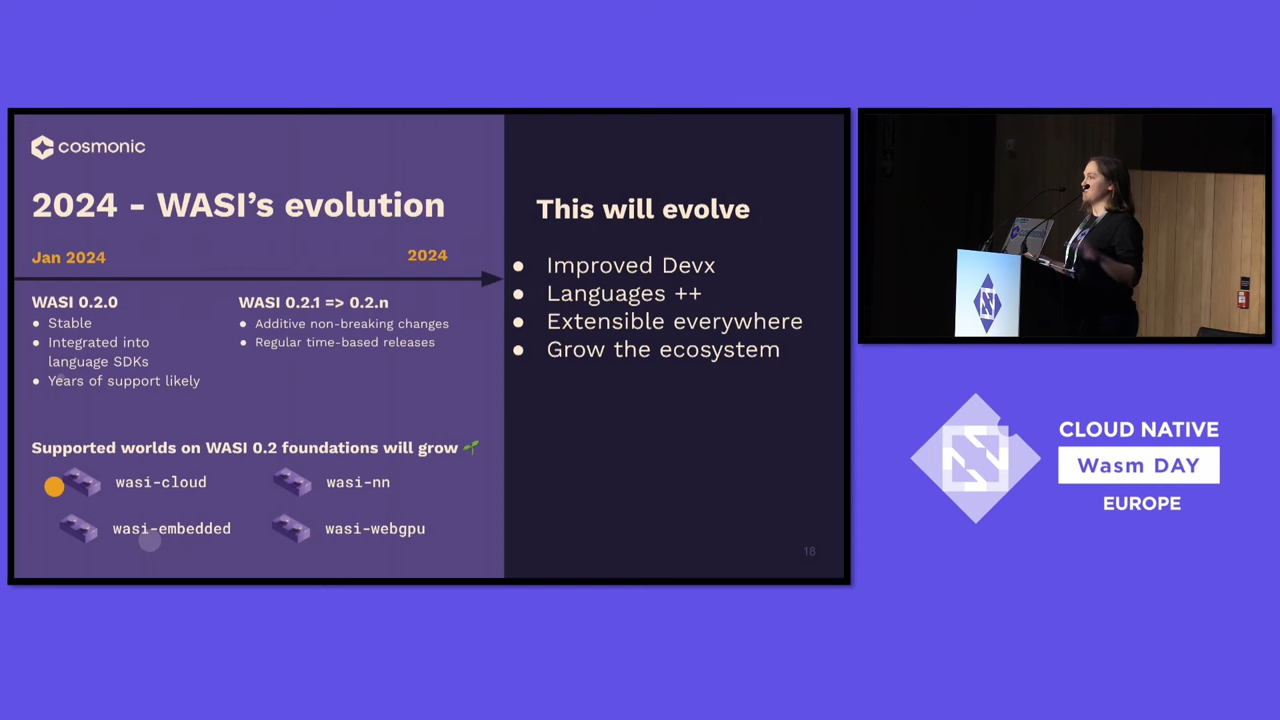 cosmonic
2024 - WASI's evolution
Jan 2024
2024
WASI 0.2.0
● Stable
● Integrated into
language SDKs
● Years of support likely
WASI 0.2.1 => 0.2.n
● Additive non-breaking changes
● Regular time-based releases
Supported worlds on WASI 0.2 foundations will grow 🌱
wasi-cloud
wasi-nn
wasi-embedded
wasi-webgpu
This will evolve
● Improved Devx
● Languages ++
● Extensible everywhere
● Grow the ecosystem
18
CLOUD NATIVE
Wasm DAY
EUROPE